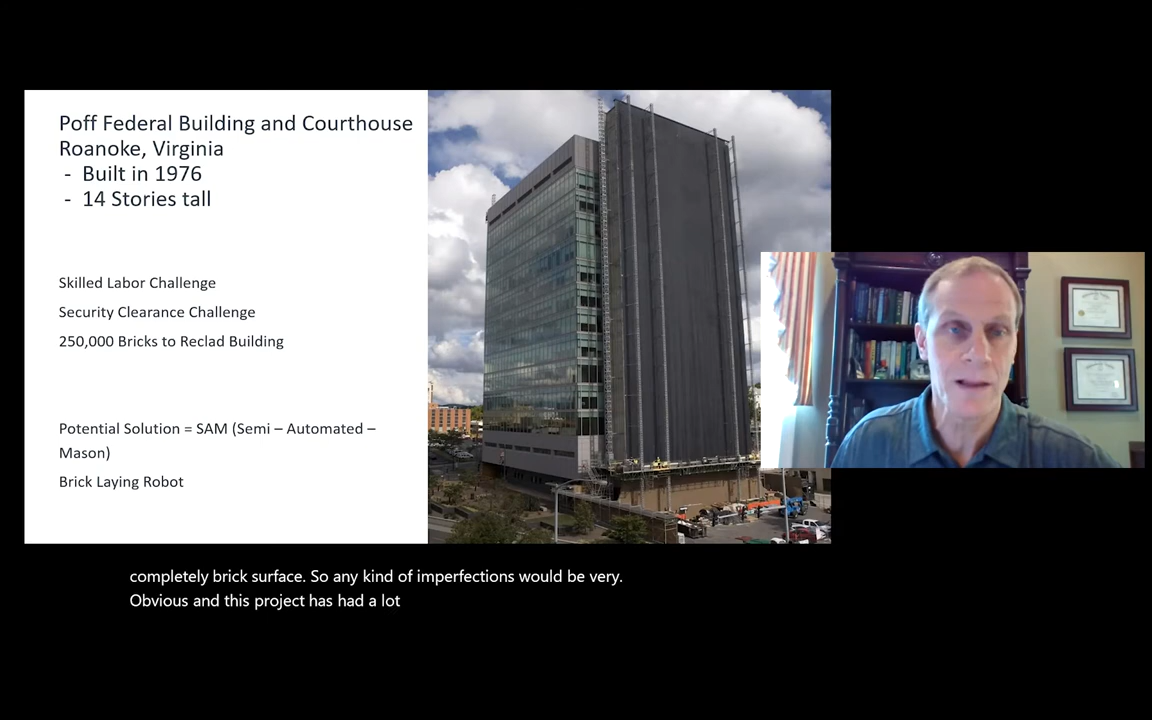 Poff Federal Building and Courthouse
Roanoke, Virginia
- Built in 1976
- 14 Stories tall
Skilled Labor Challenge
Security Clearance Challenge
250,000 Bricks to Reclad Building
Potential Solution = SAM (Semi – Automated –
Mason)
Brick Laying Robot
completely brick surface. So any kind of imperfections would be very.
Obvious and this project has had a lot